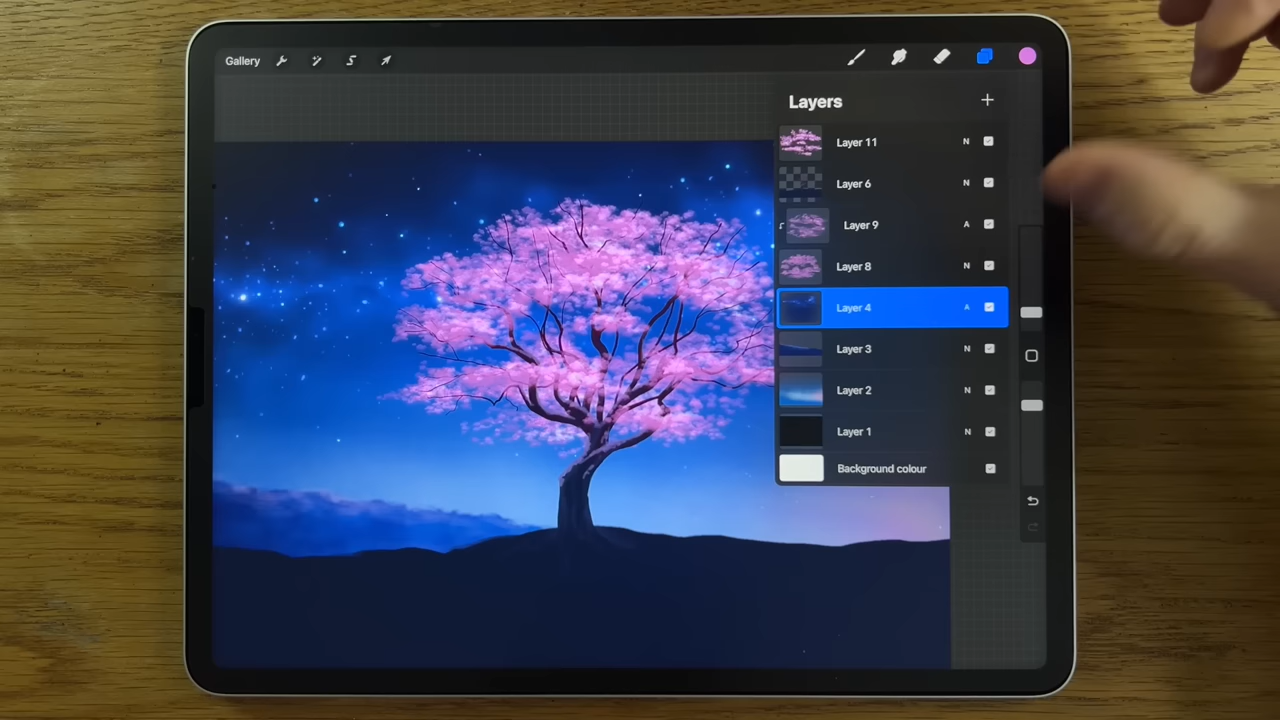 Gallery
Layers
Layer 11 N
Layer 6 N
Layer 9 A
Layer 8 N
Layer 4 A
Layer 3 N
Layer 2 N
Layer 1 N
Background colour